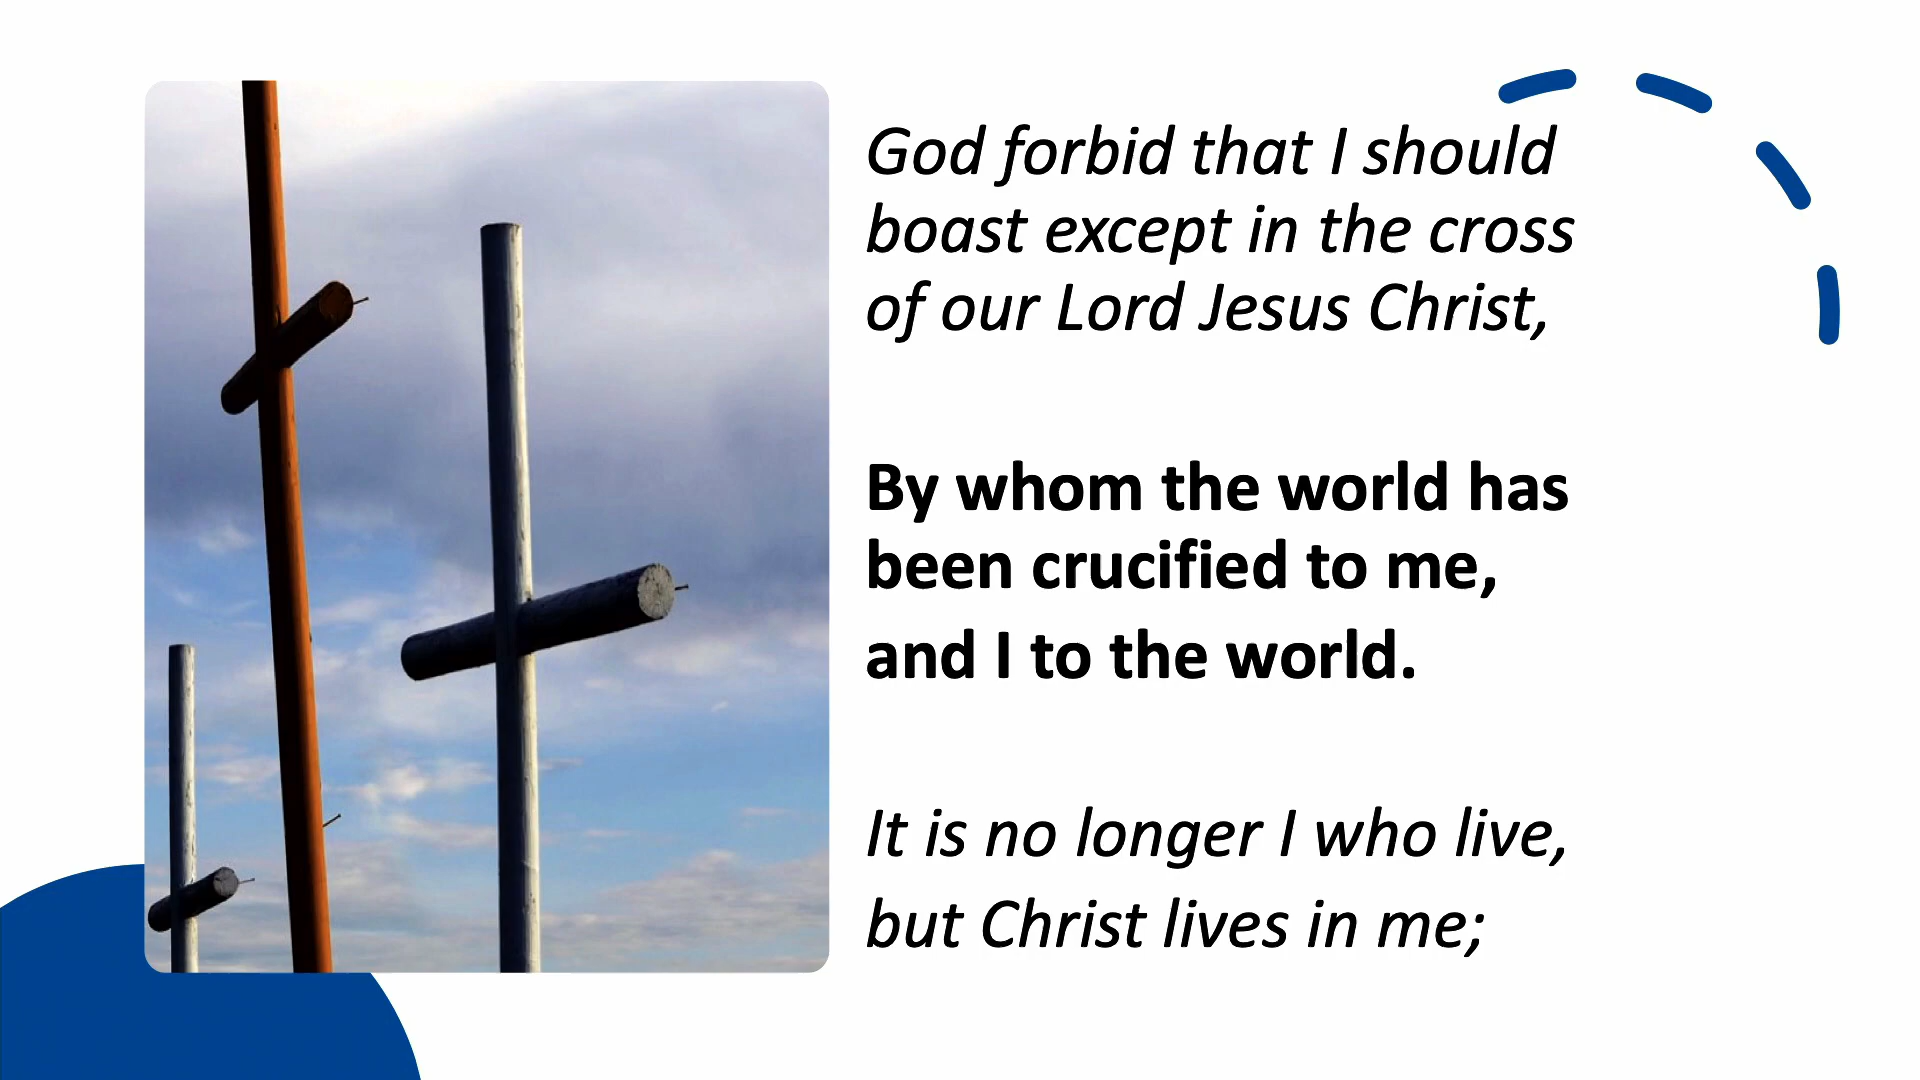 God forbid that I should
boast except in the cross
of our Lord Jesus Christ,
By whom the world has
been crucified to me,
and I to the world.
It is no longer I who live,
but Christ lives in me;